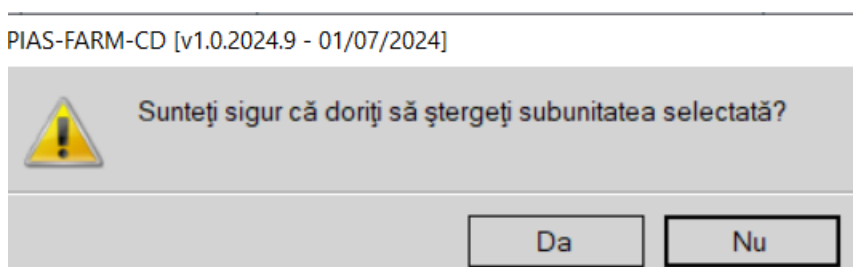 PIAS-FARM-CD [v1.0.2024.9 - 01/07/2024]
Sunteţi sigur că doriţi să ştergeţi subunitatea selectată?
Da
Nu